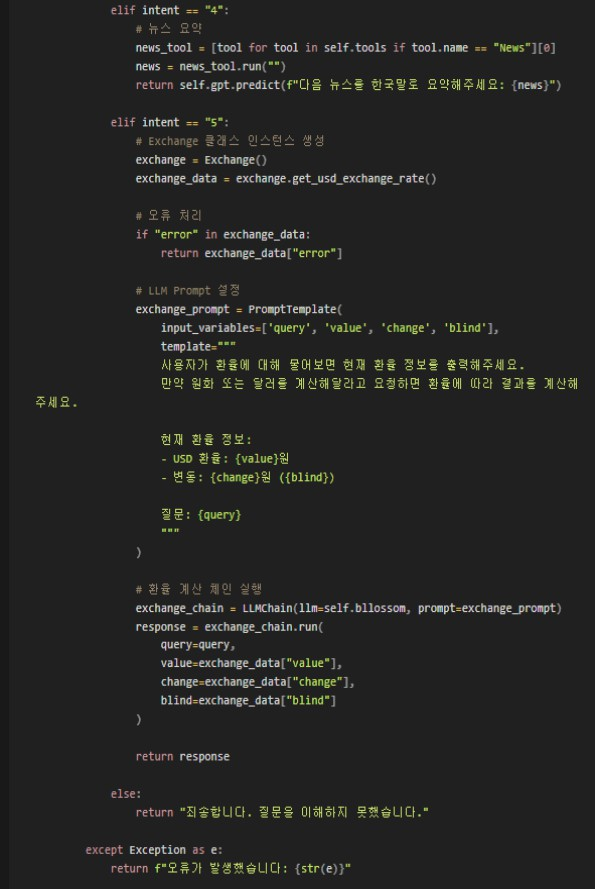 elif intent == "4":
# 뉴스 요약
news_tool = [tool for tool in self.tools if tool.name == "News"][0]
news = news_tool.run("")
return self.gpt.predict(f"다음 뉴스를 한국말로 요약해주세요: {news}")
elif intent == "5":
# Exchange 클래스 인스턴스 생성
exchange = Exchange()
exchange_data = exchange.get_usd_exchange_rate()
# 오류 처리
if "error" in exchange_data:
return exchange_data["error"]
# LLM Prompt 설정
exchange_prompt = PromptTemplate(
input_variables=['query', 'value', 'change', 'blind'],
template="""
사용자가 환율에 대해 물어보면 현재 환율 정보를 출력해주세요.
만약 원화 또는 달러를 계산해달라고 요청하면 환율에 따라 결과를 계산해
주세요.
현재 환율 정보:
- USD 환율: {value}원
- 변동: {change}원 ({blind})
질문: {query}
"""
)
# 환율 계산 체인 실행
exchange_chain = LLMChain(llm=self.bllossom, prompt=exchange_prompt)
response = exchange_chain.run(
query=query,
value=exchange_data["value"],
change=exchange_data["change"],
blind=exchange_data["blind"]
)
return response
else:
return "죄송합니다. 질문을 이해하지 못했습니다."
except Exception as e:
return f"오류가 발생했습니다: {str(e)}"